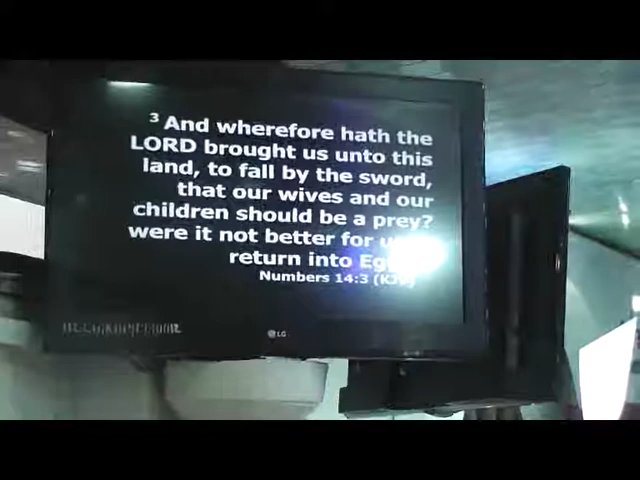 3 And wherefore hath the
LORD brought us unto this
land, to fall by the sword,
that our wives and our
children should be a prey?
were it not better for
return into
Numbers 14:3
LG